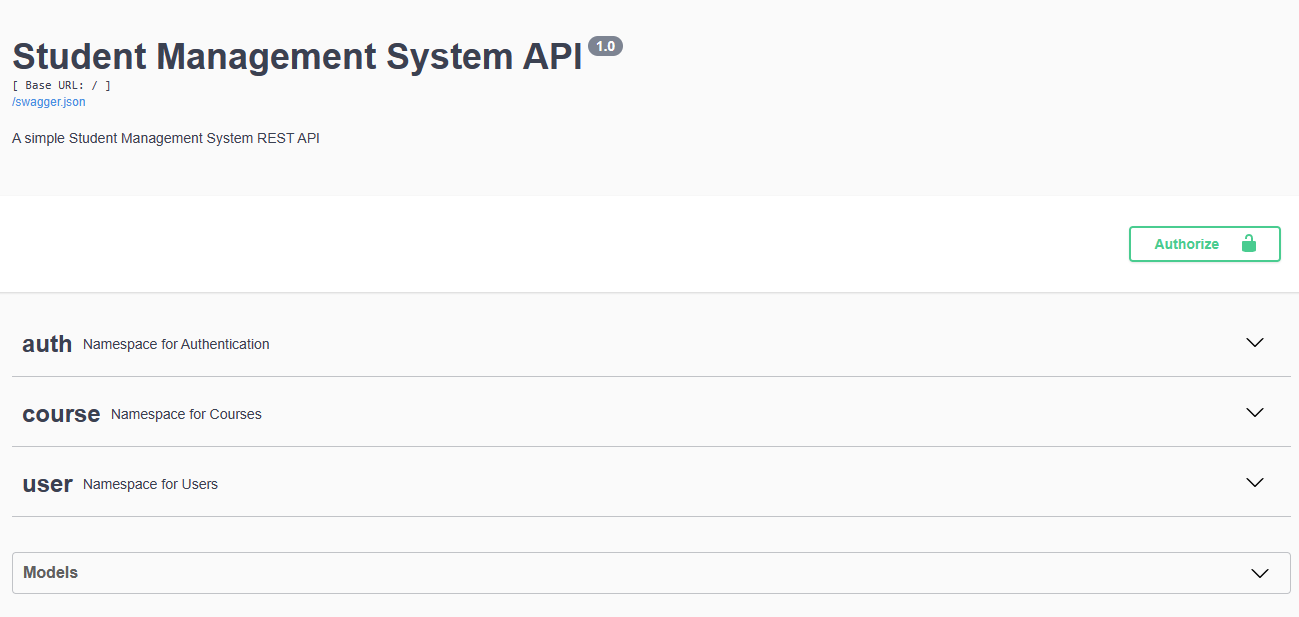 Student Management System API 1.0
[ Base URL: / ]
/swagger.json
A simple Student Management System REST API
Authorize
auth Namespace for Authentication
course Namespace for Courses
user Namespace for Users
Models